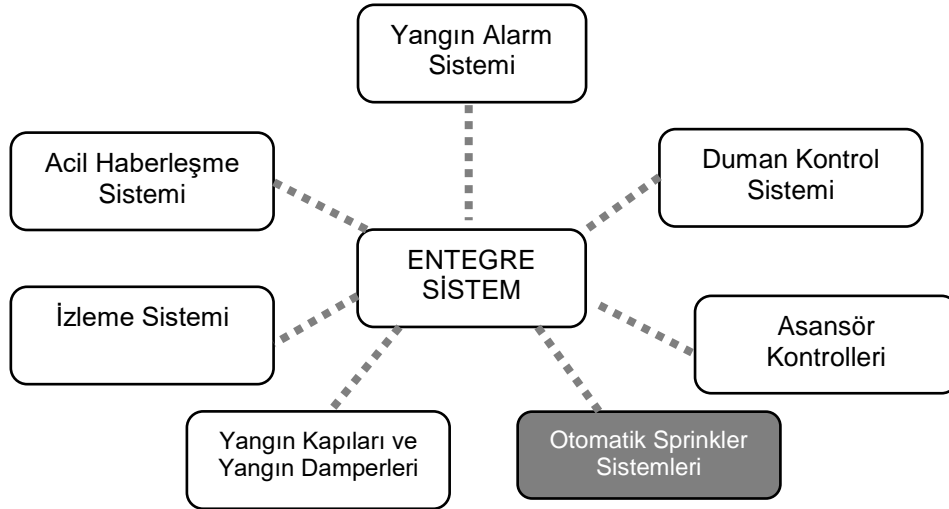 Yangın Alarm
Sistemi
Acil Haberleşme
Sistemi
Duman Kontrol
Sistemi
ENTEGRE
SİSTEM
İzleme Sistemi
Asansör
Kontrolleri
Yangın Kapıları ve
Yangın Damperleri
Otomatik Sprinkler
Sistemleri